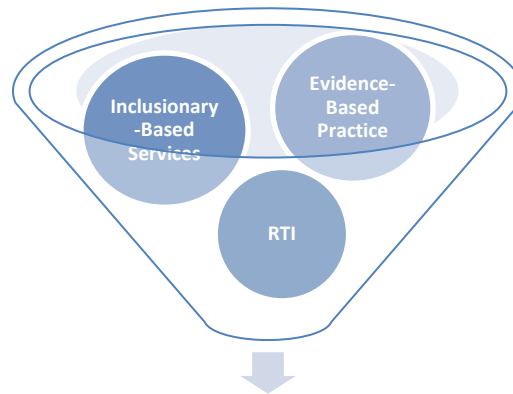 Inclusionary
-Based
Services
Evidence-
Based
Practice
RTI